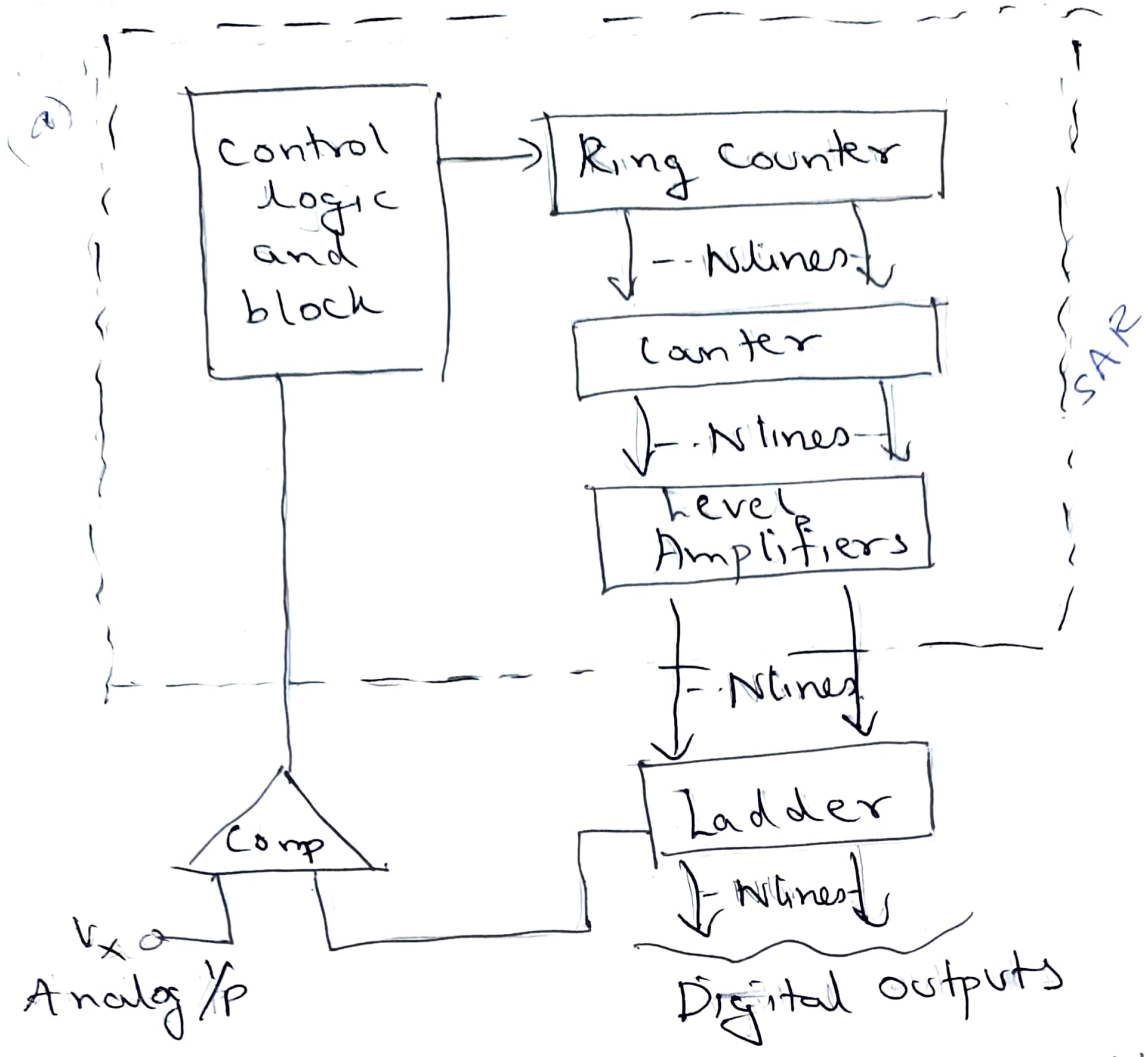 (a)
Control
logic
and
block
Ring Counter
-- N lines
Canter
-- N lines
Level
Amplifiers
-- N lines
SAR
Comp
Ladder
- N lines
Vx
Analog i/p
Digital outputs